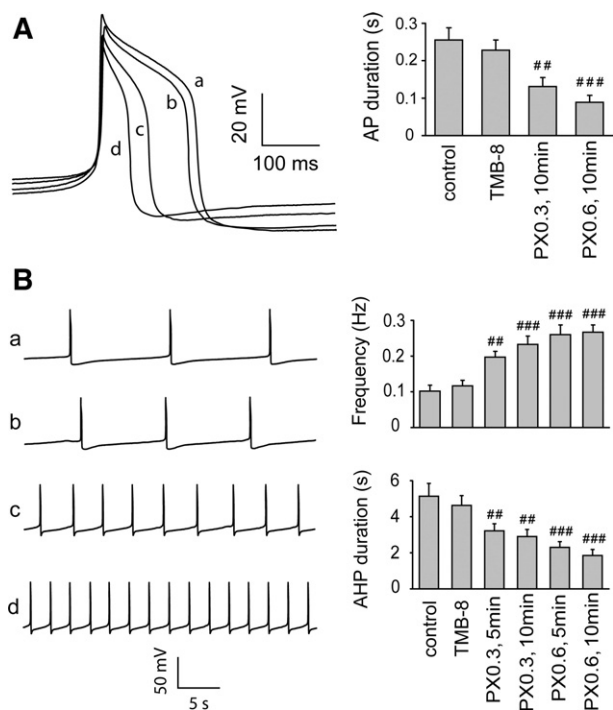 A
a
b
c
d
20 mV
100 ms
AP duration (s)
0.3
0.2
0.1
0
##
###
control
TMB-8
PX0.3, 10min
PX0.6, 10min
B
a
b
c
d
50 mV
5 s
Frequency (Hz)
0.3
0.2
0.1
0
##
###
###
###
AHP duration (s)
6
4
2
0
##
##
###
###
control
TMB-8
PX0.3, 5min
PX0.3, 10min
PX0.6, 5min
PX0.6, 10min